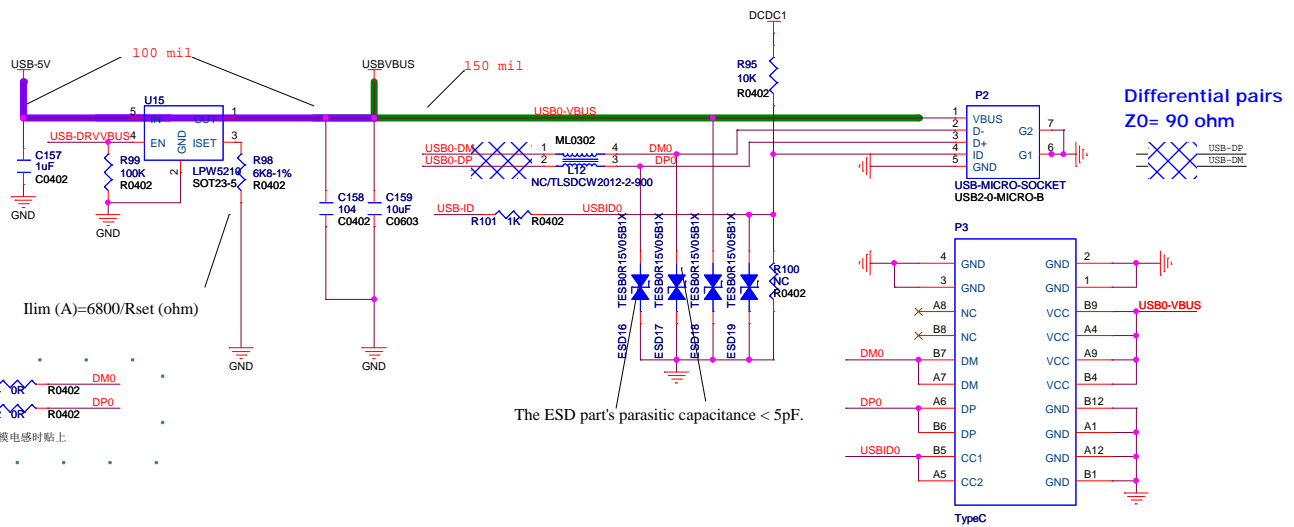 DCDC1
100 mil
USB-5V
USBVBUS
150 mil
R95
10K
R0402
P2
Differential pairs
Z0= 90 ohm
U15
5 IN OUT 1
USB0-VBUS
1 VBUS
2 D-
3 D+
4 ID
5 GND
G2 7
G1 6
USB-MICRO-SOCKET
USB2-0-MICRO-B
USB-DP
USB-DM
USB-DRVVBUS 4 EN ISET 3
GND
2
LPW5210
SOT23-5
C157
1uF
C0402
R99
100K
R0402
R98
6K8-1%
R0402
GND
GND
USB0-DM 1 ML0302 4 DM0
USB0-DP 2 3 DP0
L12
NC/TLSDCW2012-2-900
C158
104
C0402
C159
10uF
C0603
USB-ID R101 1K R0402 USBID0
TESB0R15V05B1X
TESB0R15V05B1X
TESB0R15V05B1X
TESB0R15V05B1X
ESD16
ESD17
ESD18
ESD19
R100
NC
R0402
Ilim (A)=6800/Rset (ohm)
GND
GND
The ESD part's parasitic capacitance < 5pF.
0R R0402 DM0
0R R0402 DP0
模电感时贴上
P3
4 GND GND 2
3 GND GND 1
A8 NC VCC B9 USB0-VBUS
B8 NC VCC A4
DM0 B7 DM VCC A9
A7 DM VCC B4
DP0 A6 DP GND B12
B6 DP GND A1
USBID0 B5 CC1 GND A12
A5 CC2 GND B1
GND
TypeC